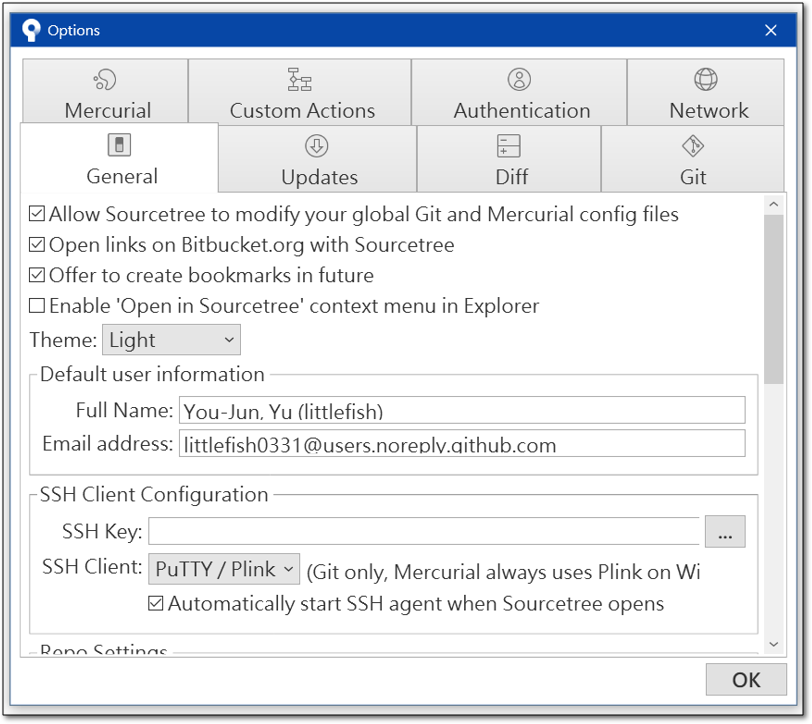 Options
Mercurial Custom Actions Authentication Network
General Updates Diff Git
Allow Sourcetree to modify your global Git and Mercurial config files
Open links on Bitbucket.org with Sourcetree
Offer to create bookmarks in future
Enable 'Open in Sourcetree' context menu in Explorer
Theme: Light
Default user information
Full Name: You-Jun, Yu (littlefish)
Email address: littlefish0331@users.noreply.github.com
SSH Client Configuration
SSH Key: ...
SSH Client: PuTTY / Plink (Git only, Mercurial always uses Plink on Wi
Automatically start SSH agent when Sourcetree opens
Repo Settings
OK